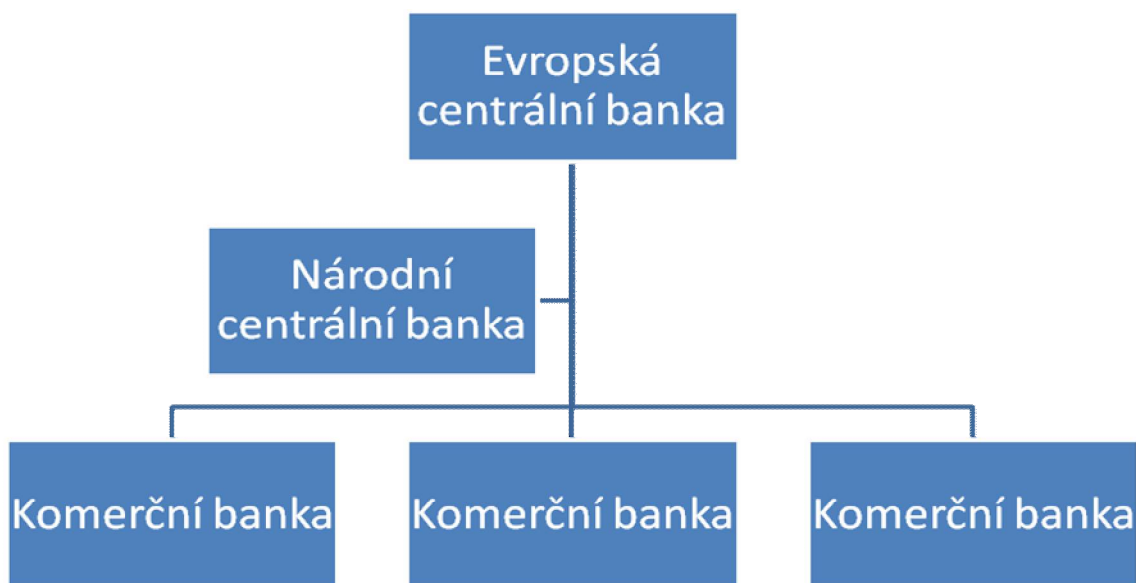 Evropská
centrální banka
Národní
centrální banka
Komerční banka
Komerční banka
Komerční banka